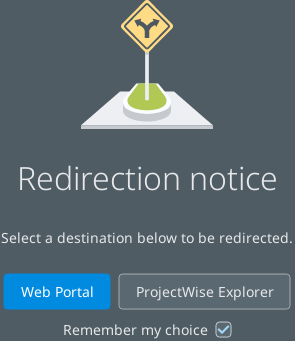 Redirection notice
Select a destination below to be redirected.
Web Portal
ProjectWise Explorer
Remember my choice